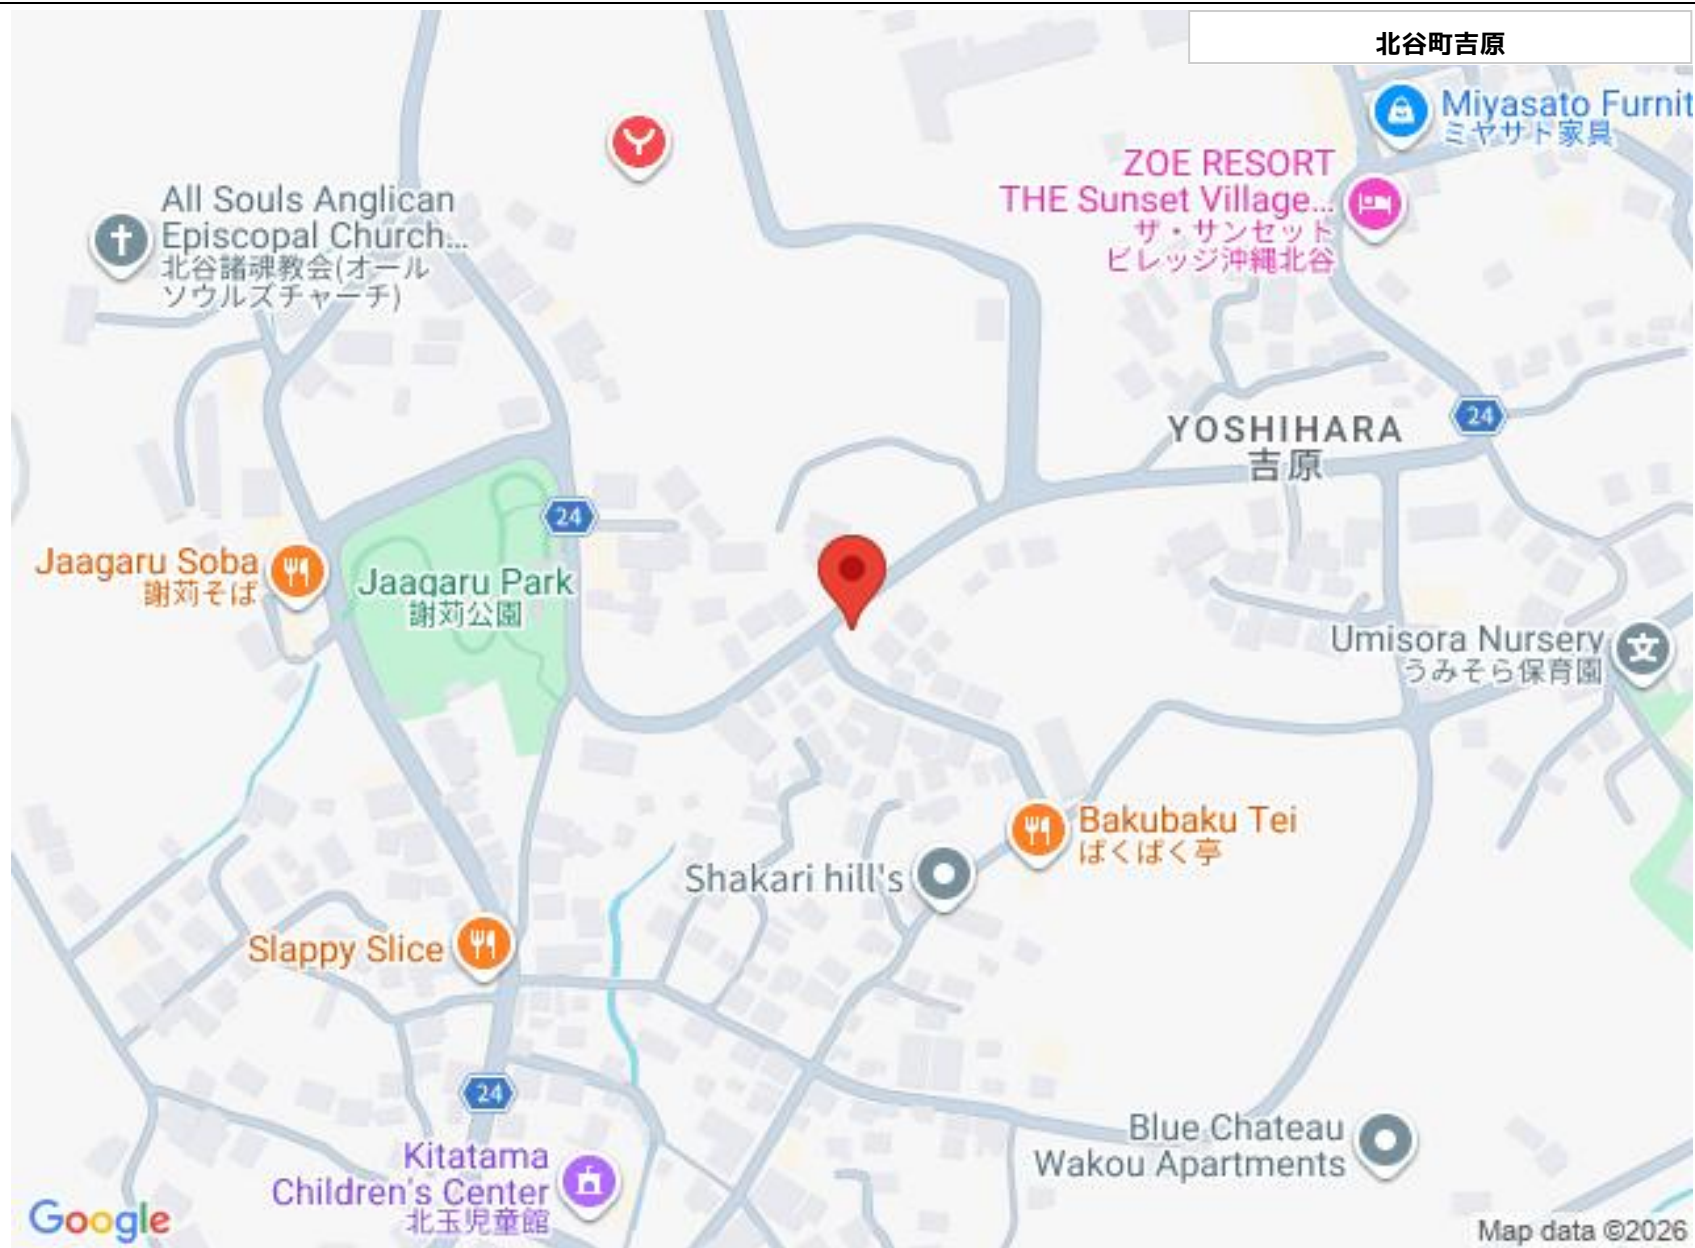 北谷町吉原
Miyasato Furnit
ミヤサト家具
ZOE RESORT
THE Sunset Village...
ザ・サンセット
ビレッジ沖縄北谷
All Souls Anglican
Episcopal Church...
北谷諸魂教会(オール
ソウルズチャーチ)
24
YOSHIHARA
吉原
24
Jaagaru Soba
謝苅そば
Jaagaru Park
謝苅公園
Umisora Nursery
うみそら保育園
Bakubaku Tei
ばくばく亭
Shakari hill's
Slappy Slice
24
Blue Chateau
Wakou Apartments
Kitatama
Children's Center
北玉児童館
Google
Map data ©2026